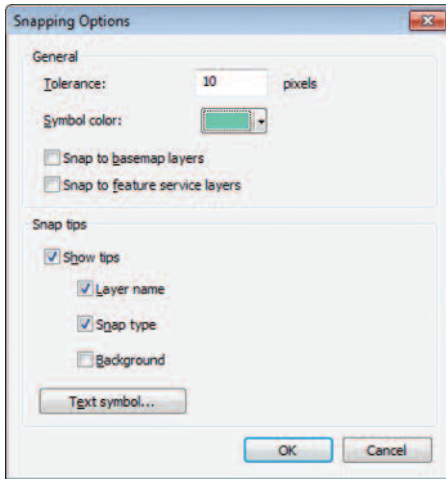 Snapping Options
General
Tolerance: 10 pixels
Symbol color:
Snap to basemap layers
Snap to feature service layers
Snap tips
Show tips
Layer name
Snap type
Background
Text symbol...
OK Cancel